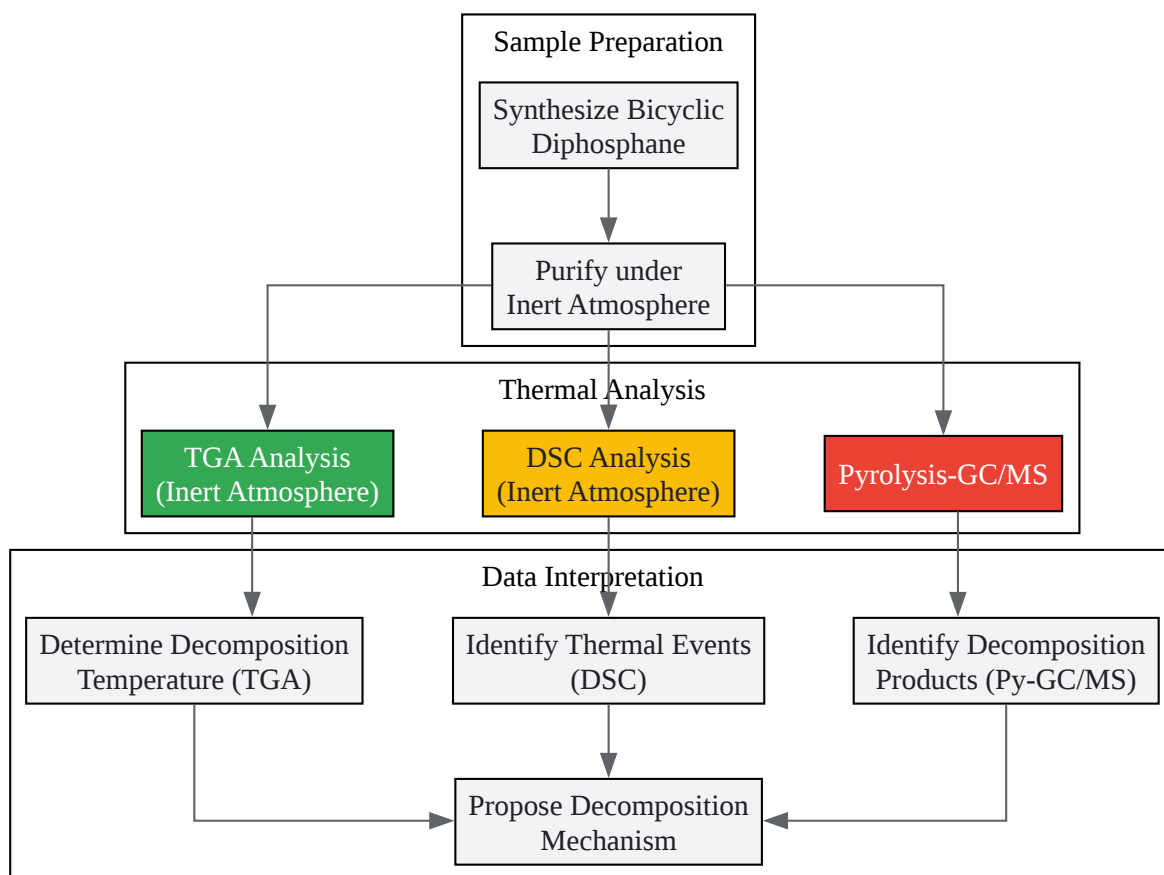 Sample Preparation
Synthesize Bicyclic
Diphosphane
Purify under
Inert Atmosphere
Thermal Analysis
TGA Analysis
(Inert Atmosphere)
DSC Analysis
(Inert Atmosphere)
Pyrolysis-GC/MS
Data Interpretation
Determine Decomposition
Temperature (TGA)
Identify Thermal Events
(DSC)
Identify Decomposition
Products (Py-GC/MS)
Propose Decomposition
Mechanism